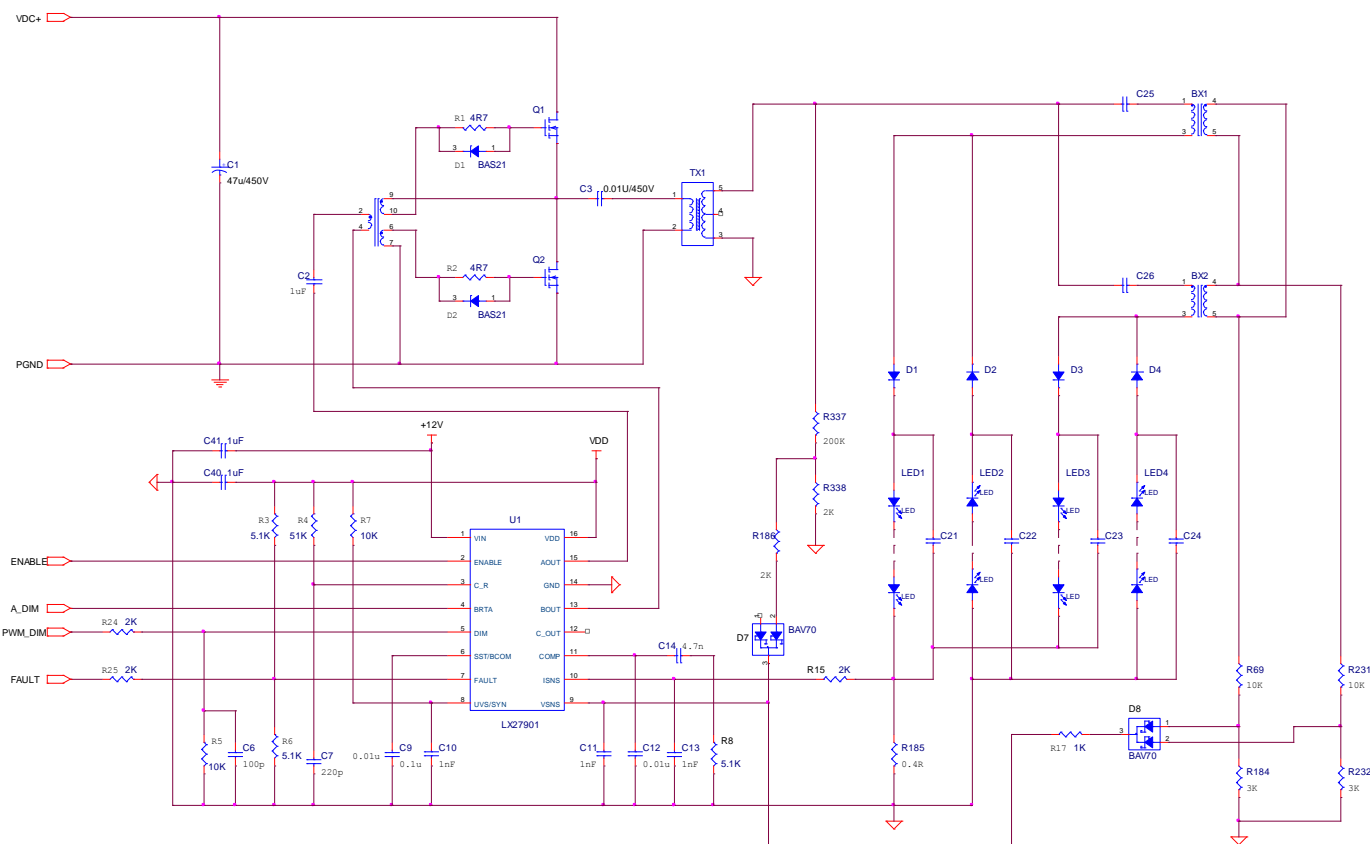 VDC+
C25
BX1
1
4
3
5
Q1
R1 4R7
3
1
D1 BAS21
C1
47u/450V
TX1
C3 0.01U/450V
1
5
4
2
3
9
2
10
4
6
7
C2
1uF
Q2
R2 4R7
3
1
D2 BAS21
C26
BX2
1
4
3
5
PGND
D1
D2
D3
D4
R337
200K
+12V
VDD
C41 .1uF
C40 .1uF
R338
2K
LED1
LED2
LED3
LED4
LED
LED
LED
LED
R3
5.1K
R4
51K
R7
10K
U1
R186
2K
C21
C22
C23
C24
LED
LED
LED
LED
ENABLE
A_DIM
PWM_DIM
FAULT
R24 2K
R25 2K
1 VIN VDD 16
2 ENABLE AOUT 15
3 C_R GND 14
4 BRTA BOUT 13
5 DIM C_OUT 12
6 SST/BCOM COMP 11
7 FAULT ISNS 10
8 UVS/SYN VSNS 9
LX27901
C14 4.7n
1
2
D7
BAV70
3
R15 2K
R69
10K
R231
10K
D8
1
2
3
BAV70
R17 1K
R5
10K
C6
100p
R6
5.1K
C7
220p
0.01u
C9
0.1u
C10
1nF
C11
1nF
C12
0.01u
C13
1nF
R8
5.1K
R185
0.4R
R184
3K
R232
3K